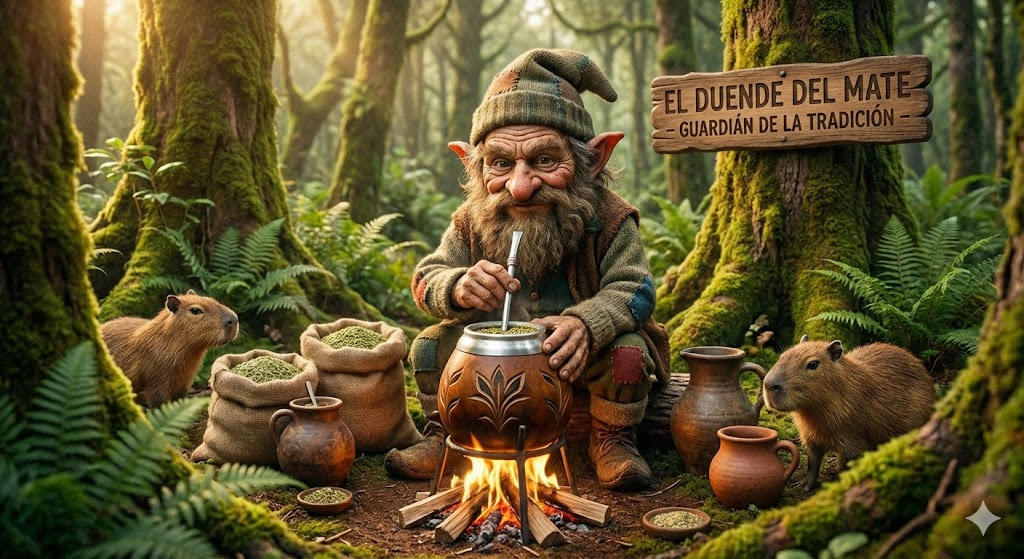 EL DUENDE DEL MATE
- GUARDIÁN DE LA TRADICIÓN -